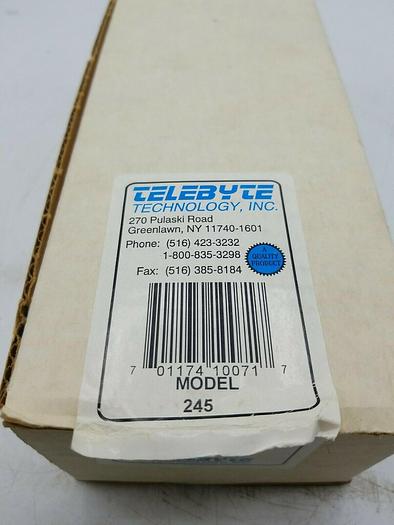 TELEBYTE
TECHNOLOGY, INC.
270 Pulaski Road
Greenlawn, NY 11740-1601
Phone: (516) 423-3232
1-800-835-3298
Fax: (516) 385-8184
A
QUALITY
PRODUCT
7 01174 10071 7
MODEL
245
TELEBYTE